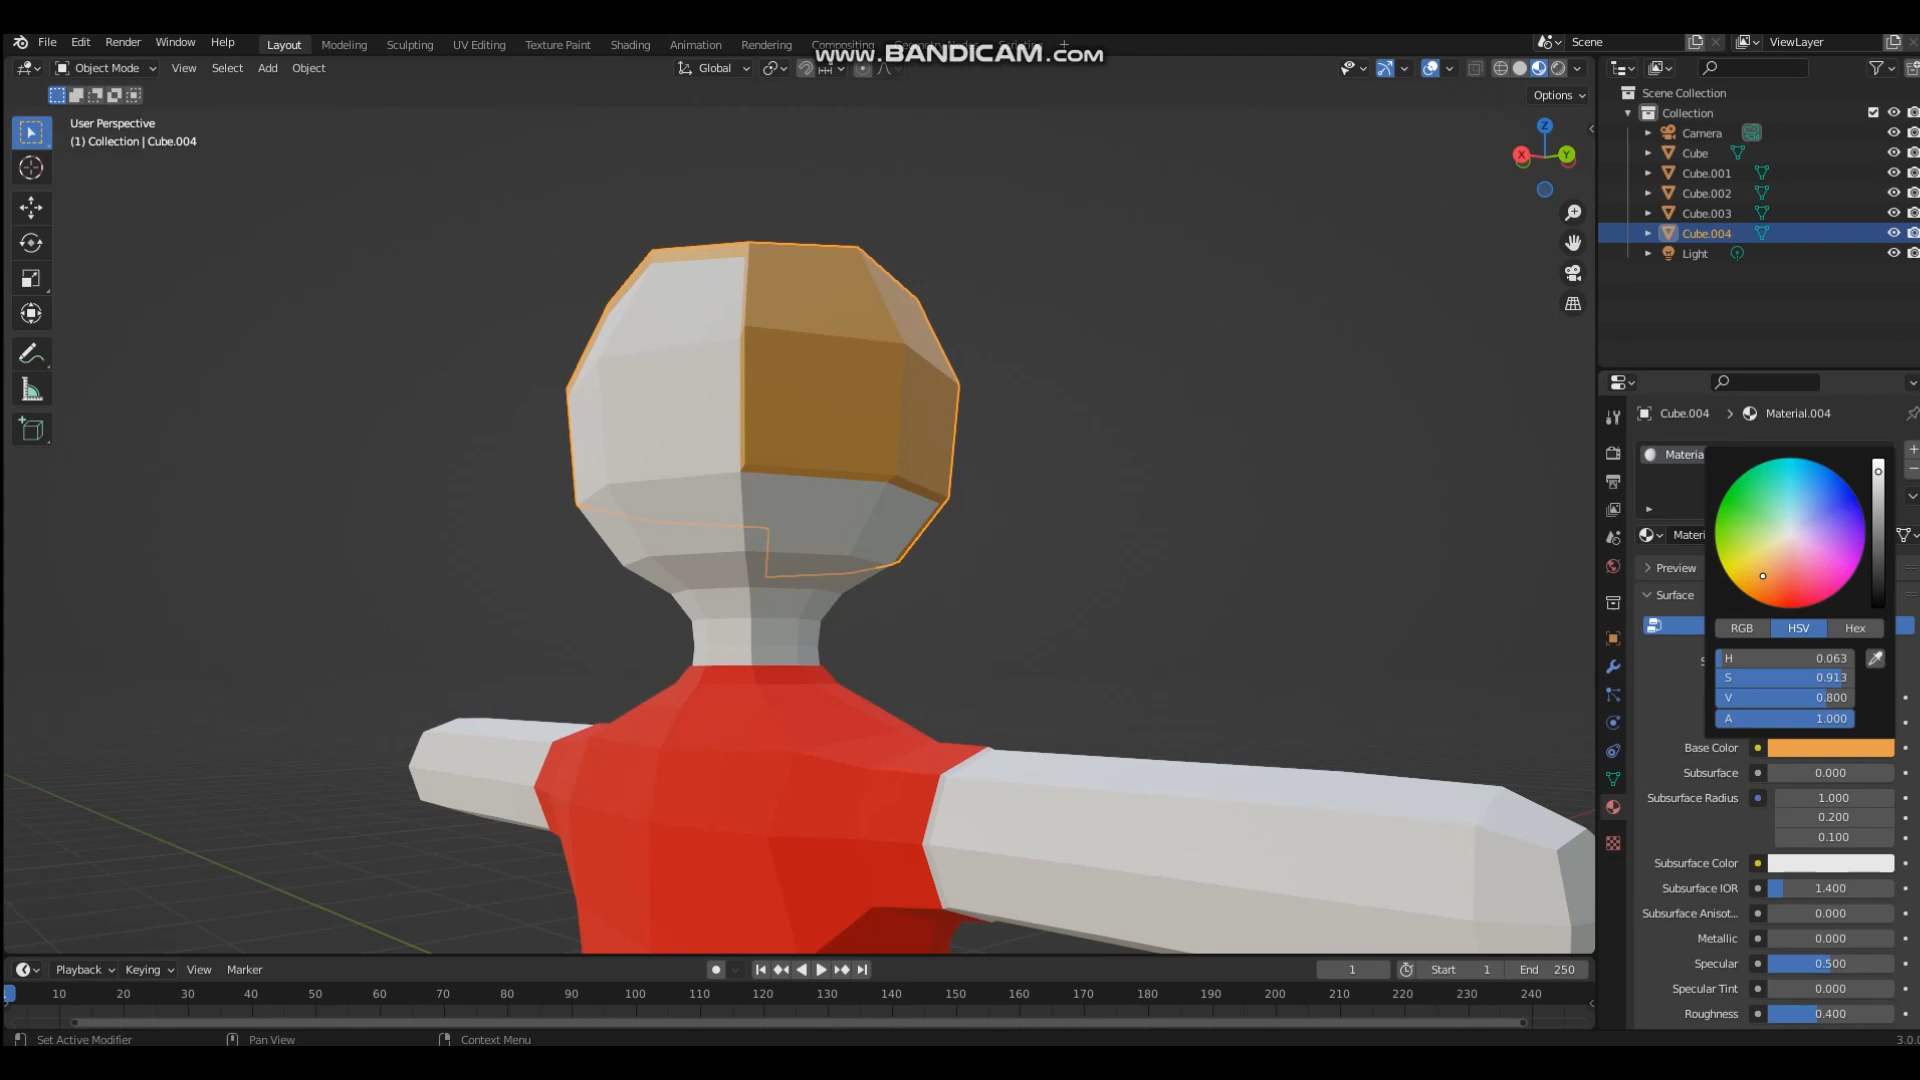 File Edit Render Window Help Layout Modeling Sculpting UV Editing Texture Paint Shading Animation Rendering Compositing
www.BANDICAM.com
Scene ViewLayer
Object Mode View Select Add Object Global
Options
User Perspective
(1) Collection | Cube.004
X Y Z
Scene Collection
Collection
Camera
Cube
Cube.001
Cube.002
Cube.003
Cube.004
Light
Cube.004 > Material.004
Materia
Materi
Preview
Surface
RGB HSV Hex
H 0.063
S 0.913
V 0.800
A 1.000
Base Color
Subsurface 0.000
Subsurface Radius 1.000
0.200
0.100
Subsurface Color
Subsurface IOR 1.400
Subsurface Anisot... 0.000
Metallic 0.000
Specular 0.500
Specular Tint 0.000
Roughness 0.400
Playback Keying View Marker 1 Start 1 End 250
10 20 30 40 50 60 70 80 90 100 110 120 130 140 150 160 170 180 190 200 210 220 230 240
Set Active Modifier Pan View Context Menu 3.0.0